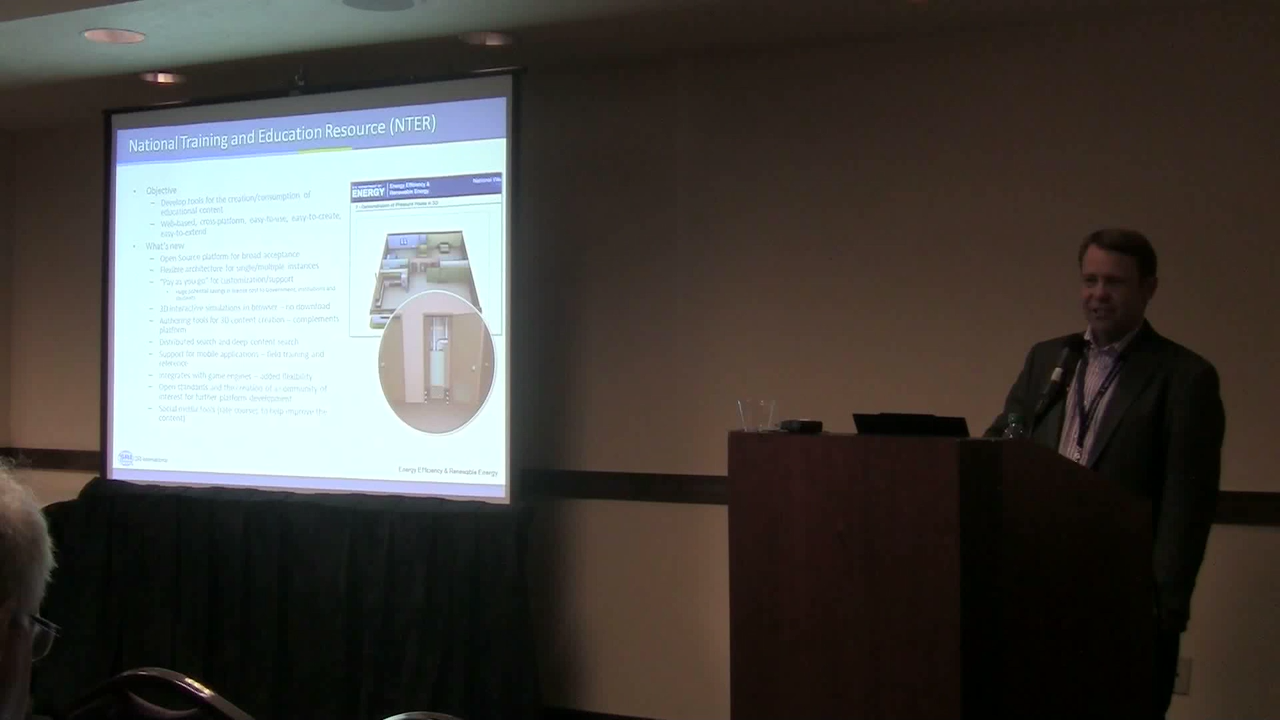 National Training and Education Resource (NTER)
• Objective
– Develop tools for the creation/consumption of
educational content
– Web-based, cross-platform, easy-to-use, easy-to-create,
easy-to-extend
• What's new
– Open Source platform for broad acceptance
– Flexible architecture for single/multiple instances
– "Pay as you go" for customization/support
– 3D interactive simulations in browser – no download
– Authoring tools for 3D content creation – complements
platform
– Distributed search and deep content search
– Support for mobile applications – field training and
reference
– Integrates with game engines – added flexibility
– Open standards and the creation of a community of
interest for further platform development
– Social media tools (rate courses) to help improve the
content)
ENERGY
Energy Efficiency &
Renewable Energy
National
SRI International
Energy Efficiency & Renewable Energy